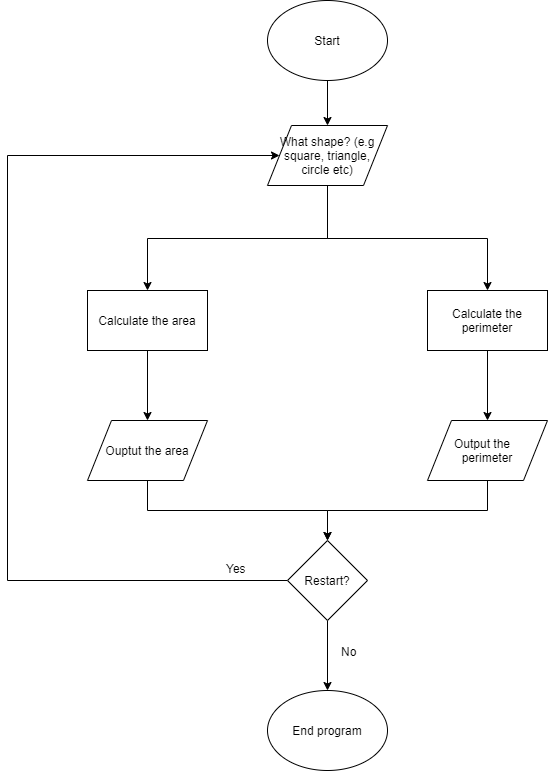 Start
What shape? (e.g
square, triangle,
circle etc)
Calculate the area
Calculate the
perimeter
Ouptut the area
Output the
perimeter
Restart?
Yes
No
End program